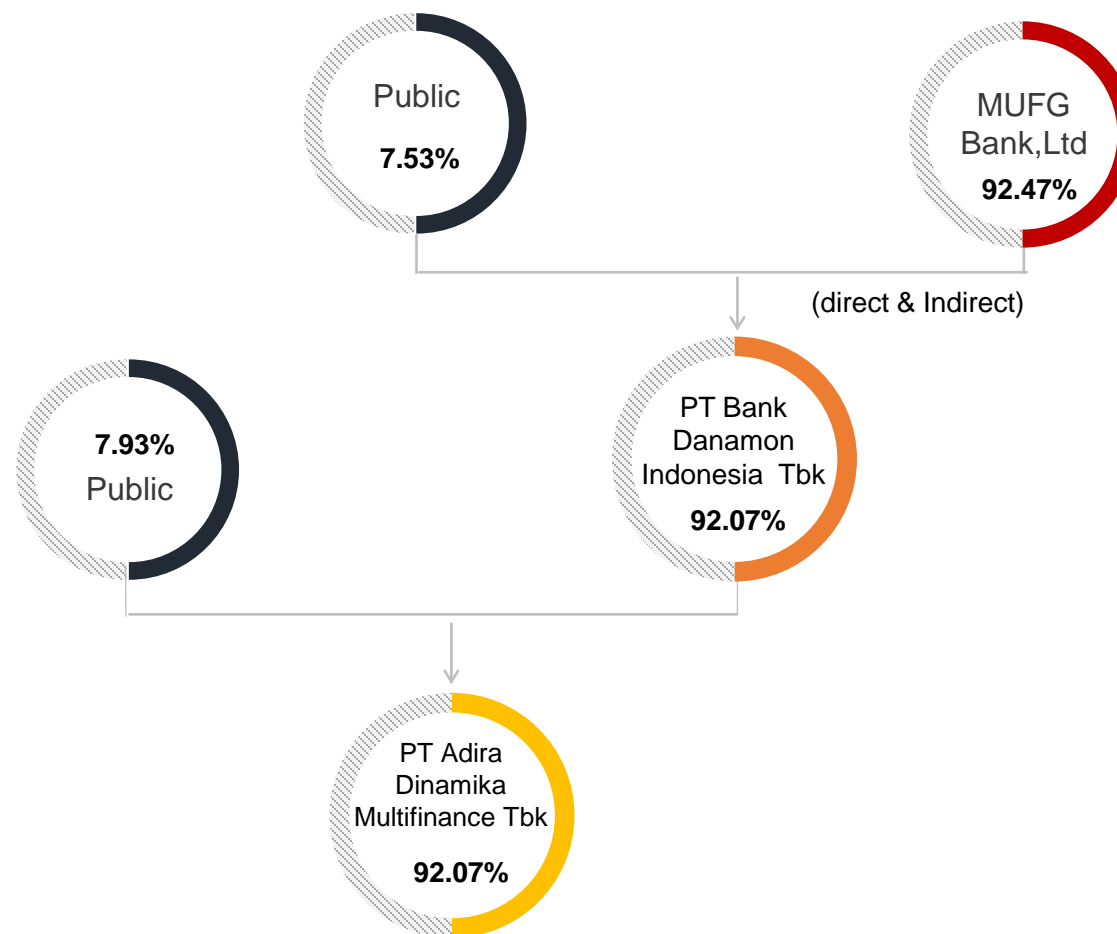 Public
7.53%
MUFG
Bank,Ltd
92.47%
(direct & Indirect)
7.93%
Public
PT Bank
Danamon
Indonesia Tbk
92.07%
PT Adira
Dinamika
Multifinance Tbk
92.07%